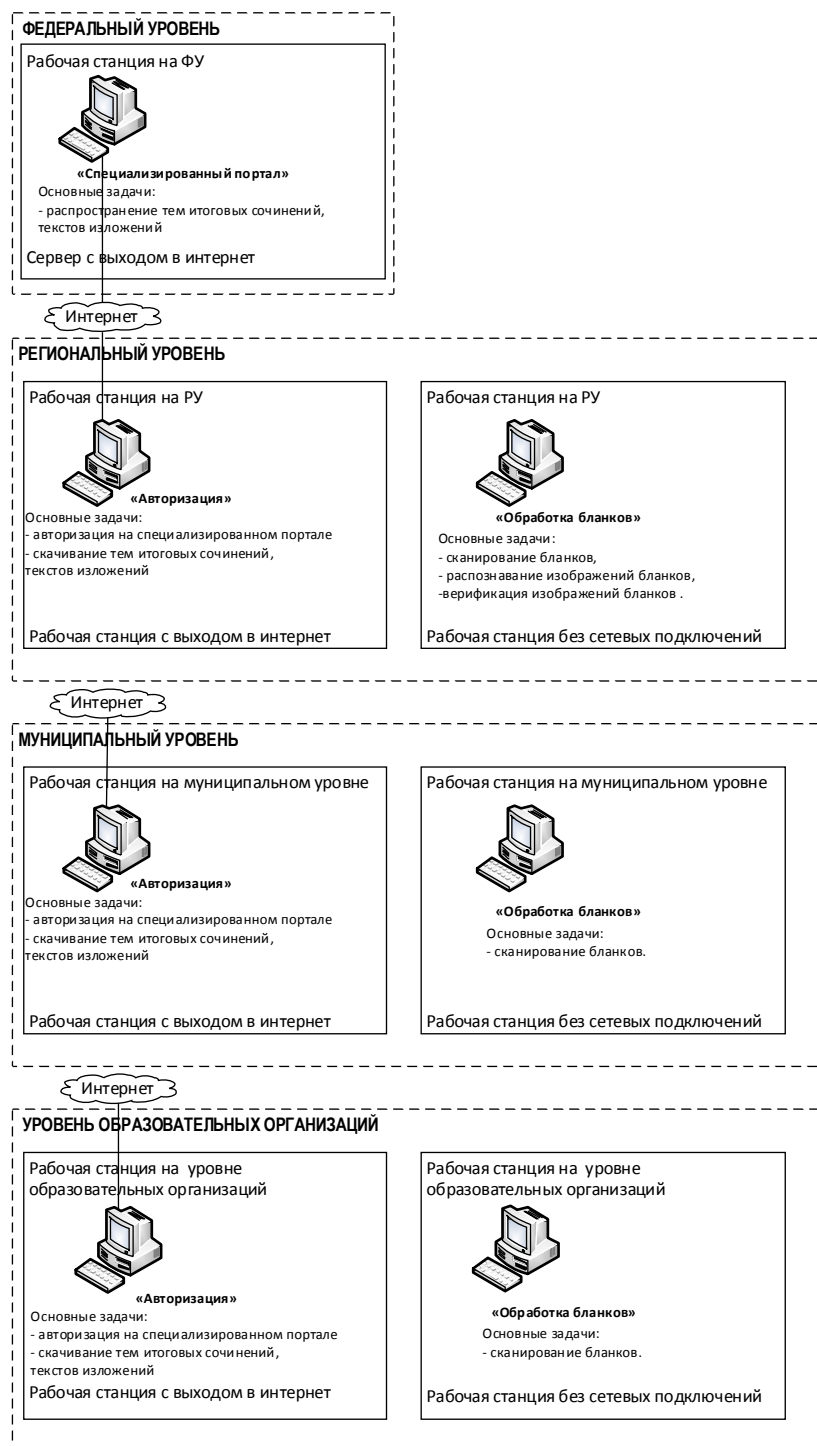 ФЕДЕРАЛЬНЫЙ УРОВЕНЬ
Рабочая станция на ФУ
«Специализированный портал»
Основные задачи:
- распространение тем итоговых сочинений,
текстов изложений
Сервер с выходом в интернет
Интернет
РЕГИОНАЛЬНЫЙ УРОВЕНЬ
Рабочая станция на РУ
«Авторизация»
Основные задачи:
- авторизация на специализированном портале
- скачивание тем итоговых сочинений,
текстов изложений
Рабочая станция с выходом в интернет
Рабочая станция на РУ
«Обработка бланков»
Основные задачи:
- сканирование бланков,
- распознавание изображений бланков,
-верификация изображений бланков .
Рабочая станция без сетевых подключений
Интернет
МУНИЦИПАЛЬНЫЙ УРОВЕНЬ
Рабочая станция на муниципальном уровне
«Авторизация»
Основные задачи:
- авторизация на специализированном портале
- скачивание тем итоговых сочинений,
текстов изложений
Рабочая станция с выходом в интернет
Рабочая станция на муниципальном уровне
«Обработка бланков»
Основные задачи:
- сканирование бланков.
Рабочая станция без сетевых подключений
Интернет
УРОВЕНЬ ОБРАЗОВАТЕЛЬНЫХ ОРГАНИЗАЦИЙ
Рабочая станция на уровне
образовательных организаций
«Авторизация»
Основные задачи:
- авторизация на специализированном портале
- скачивание тем итоговых сочинений,
текстов изложений
Рабочая станция с выходом в интернет
Рабочая станция на уровне
образовательных организаций
«Обработка бланков»
Основные задачи:
- сканирование бланков.
Рабочая станция без сетевых подключений